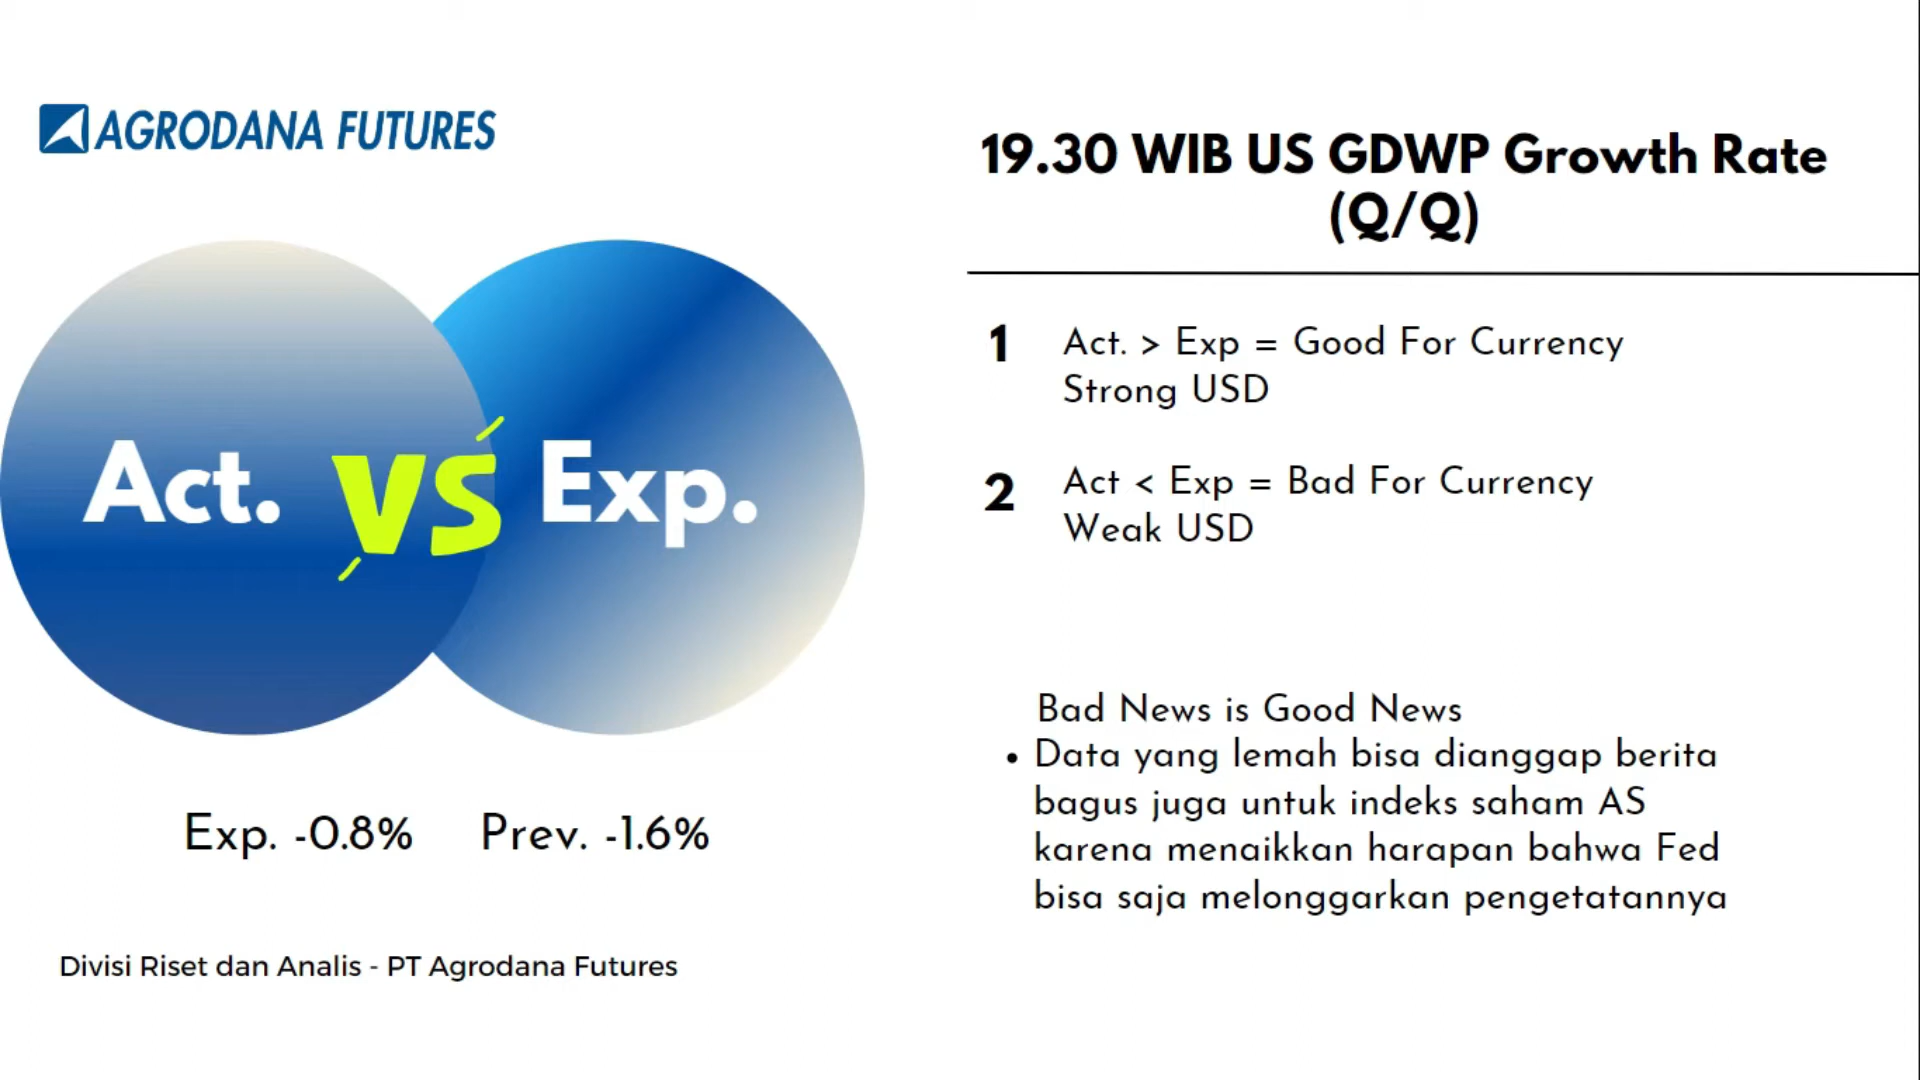 AGRODANA FUTURES
19.30 WIB US GDWP Growth Rate
(Q/Q)
Act. VS Exp.
Exp. -0.8% Prev. -1.6%
Divisi Riset dan Analis - PT Agrodana Futures
1 Act. > Exp = Good For Currency
Strong USD
2 Act < Exp = Bad For Currency
Weak USD
Bad News is Good News
• Data yang lemah bisa dianggap berita
bagus juga untuk indeks saham AS
karena menaikkan harapan bahwa Fed
bisa saja melonggarkan pengetatannya